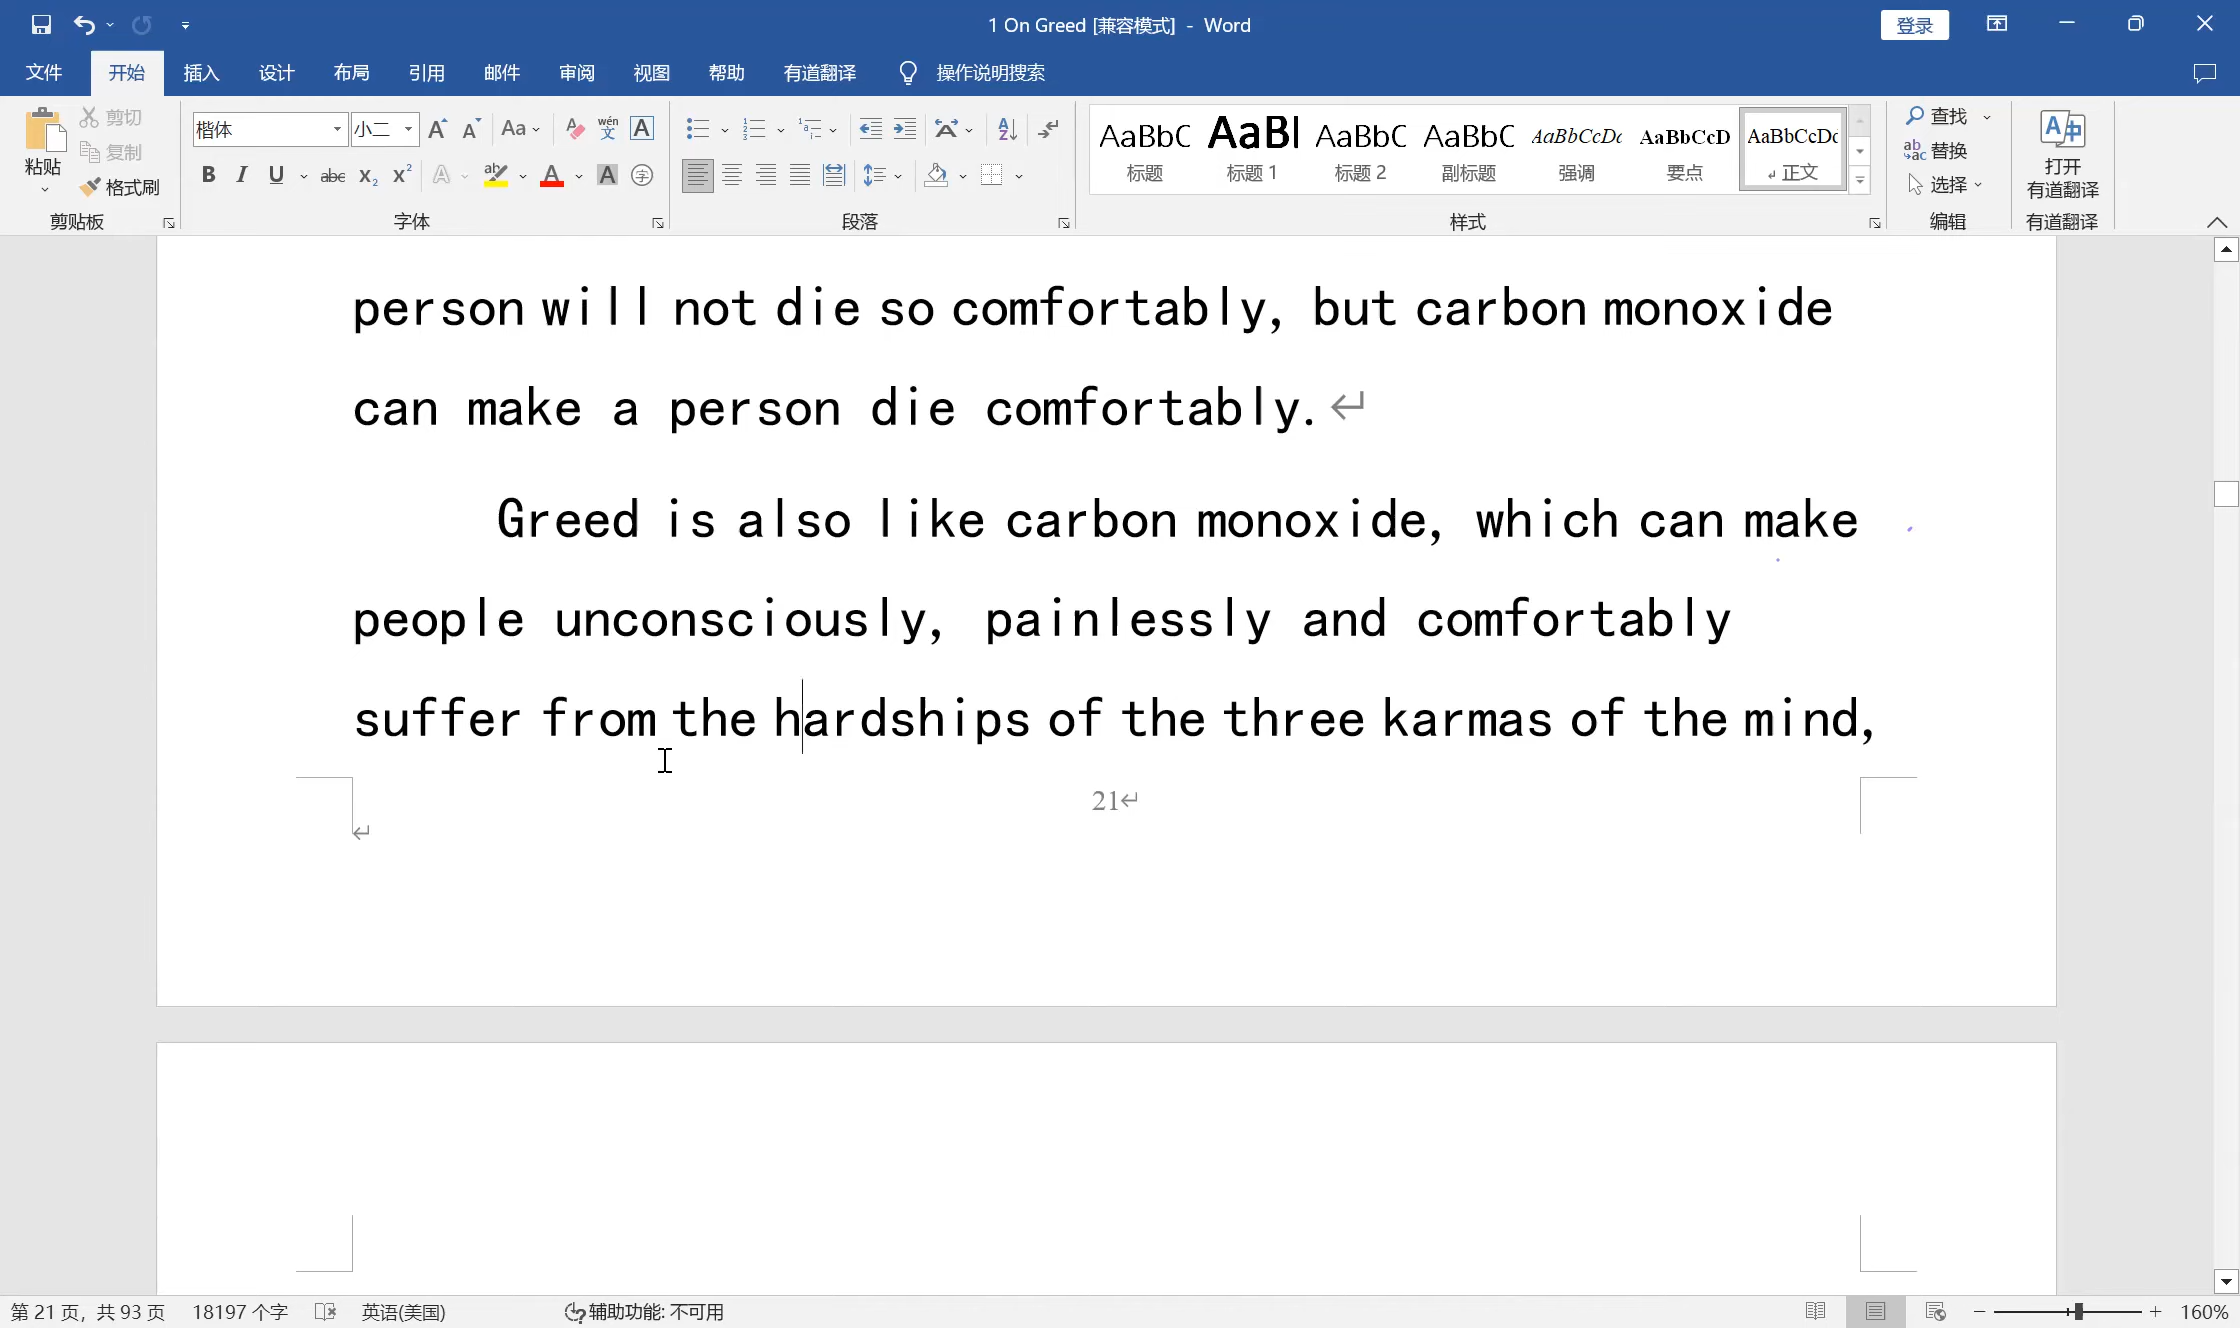 1 On Greed [兼容模式] - Word
登录
文件 开始 插入 设计 布局 引用 邮件 审阅 视图 帮助 有道翻译 操作说明搜索
粘贴 剪切 复制 格式刷 剪贴板
楷体 小二 Aa wén 文 A
B I U abc X₂ X² A ab A A 字
字体
段落
AaBbC AaBl AaBbC AaBbC AaBbCcDc AaBbCcD AaBbCcDc
标题 标题 1 标题 2 副标题 强调 要点 ↲ 正文
样式
查找
替换
选择
编辑
打开
有道翻译
有道翻译
person will not die so comfortably, but carbon monoxide
can make a person die comfortably.↵
Greed is also like carbon monoxide, which can make
people unconsciously, painlessly and comfortably
suffer from the hardships of the three karmas of the mind,
21↵
↵
第 21 页, 共 93 页 18197 个字 英语(美国) 辅助功能: 不可用 160%